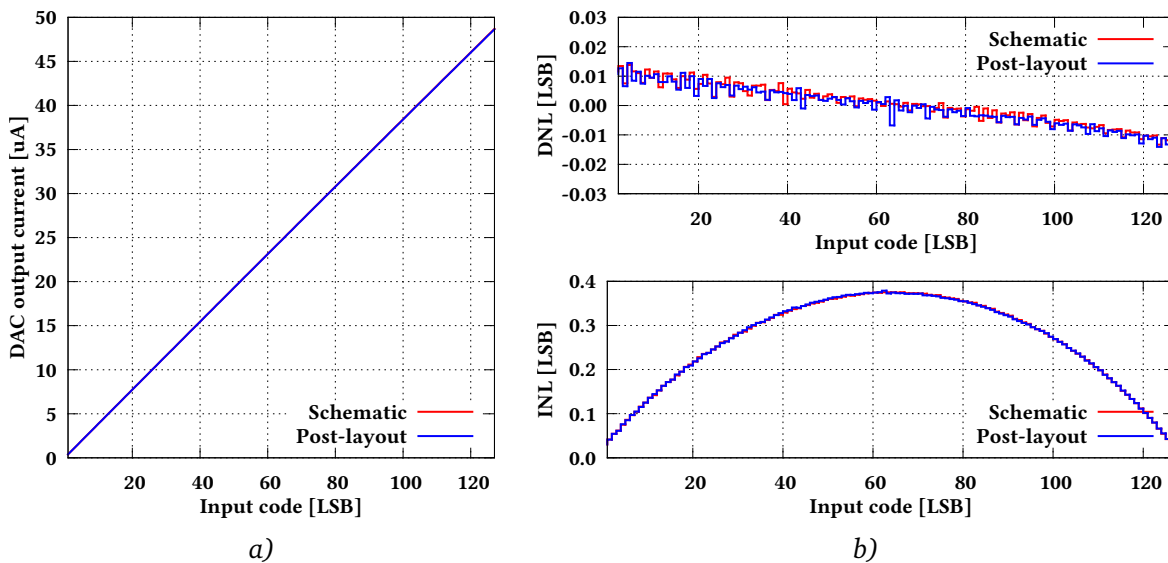 50
45
40
35
30
25
20
15
10
5
0
DAC output current [uA]
Schematic
Post-layout
20 40 60 80 100 120
Input code [LSB]
a)
0.03
0.02
0.01
0.00
-0.01
-0.02
-0.03
DNL [LSB]
Schematic
Post-layout
20 40 60 80 100 120
Input code [LSB]
0.4
0.3
0.2
0.1
0.0
INL [LSB]
Schematic
Post-layout
20 40 60 80 100 120
Input code [LSB]
b)